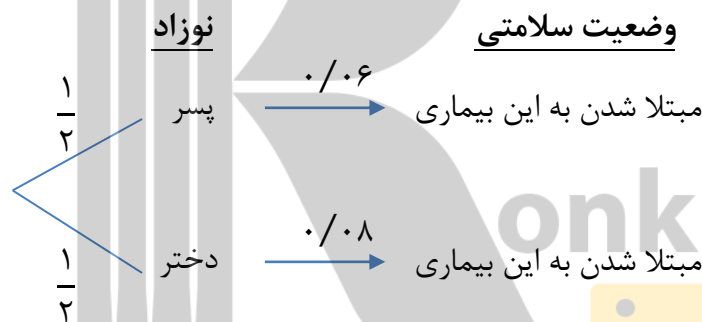 نوزاد وضعیت سلامتی
۱/۲ پسر ۰/۰۶ مبتلا شدن به این بیماری
۱/۲ دختر ۰/۰۸ مبتلا شدن به این بیماری
onk